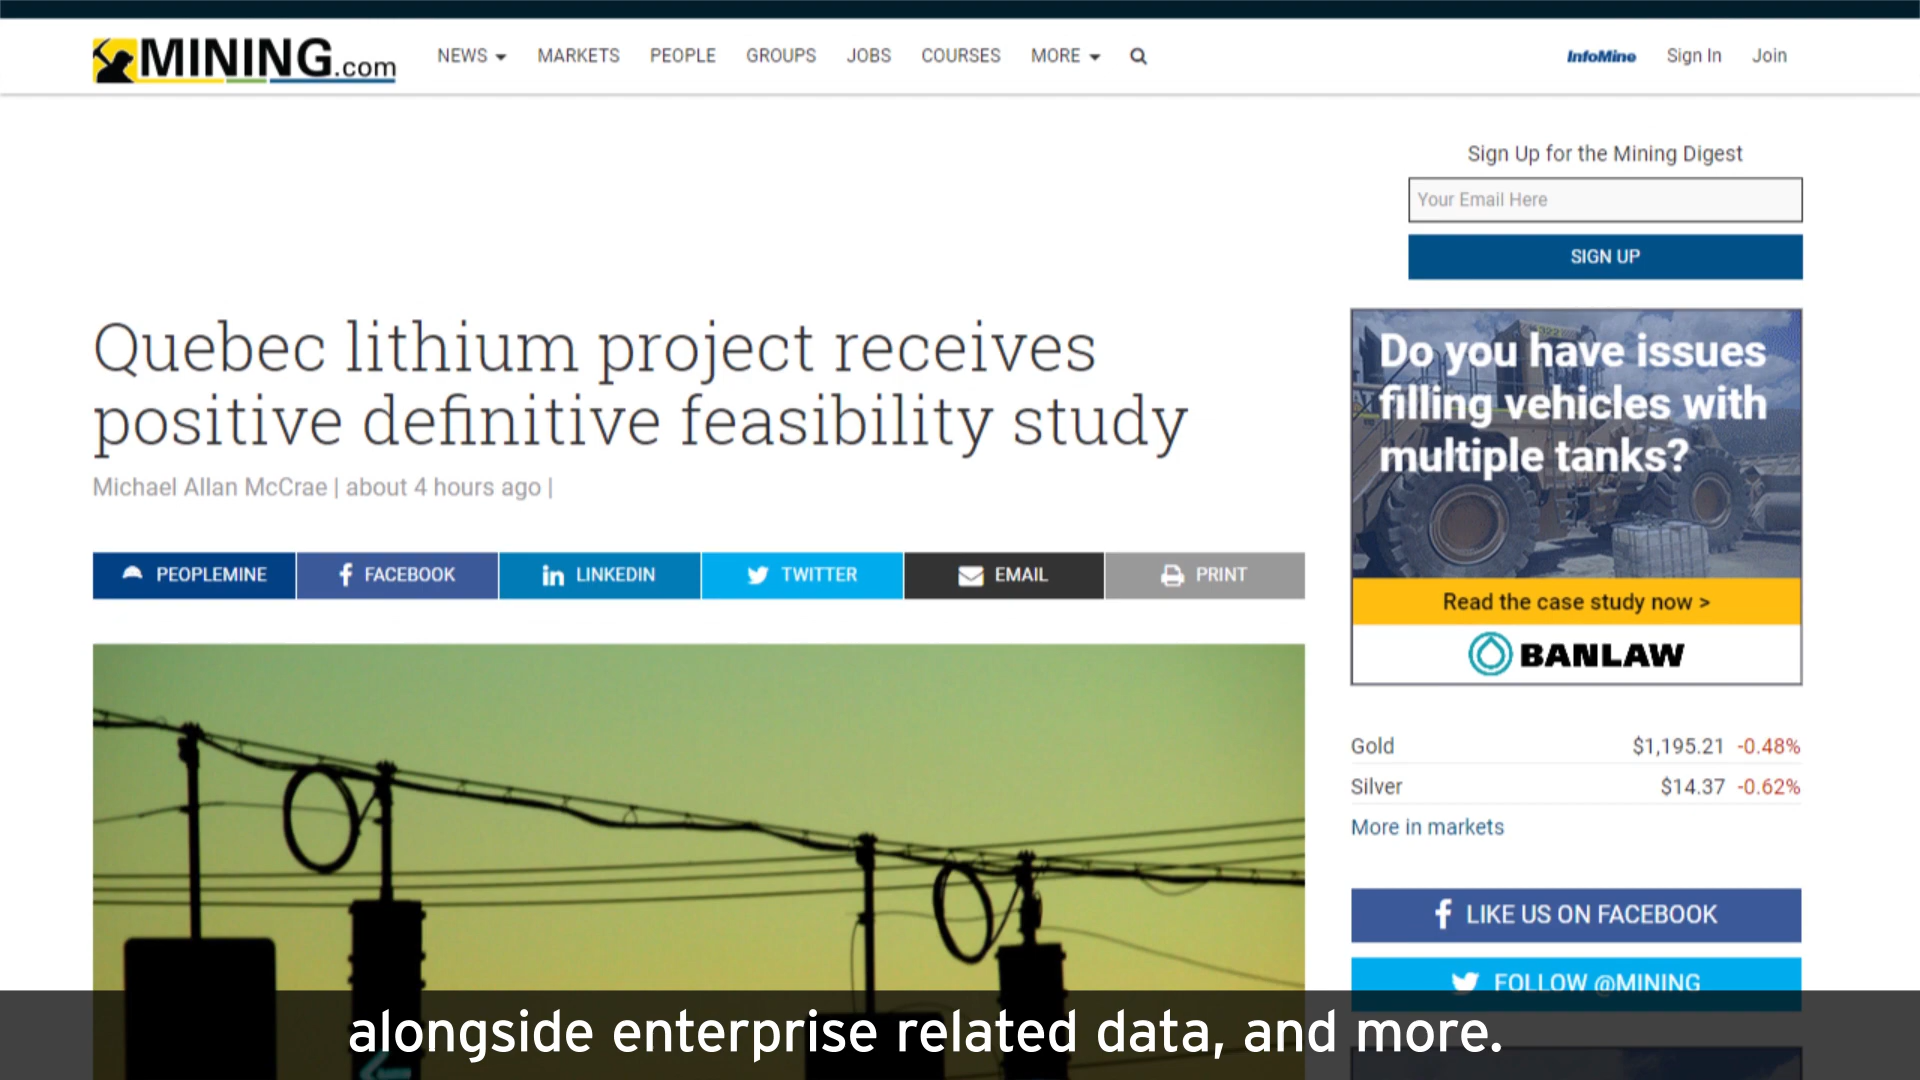 MINING.com
NEWS MARKETS PEOPLE GROUPS JOBS COURSES MORE
InfoMine Sign In Join
Sign Up for the Mining Digest
Your Email Here
SIGN UP
Quebec lithium project receives
positive definitive feasibility study
Michael Allan McCrae | about 4 hours ago |
PEOPLEMINE FACEBOOK LINKEDIN TWITTER EMAIL PRINT
Do you have issues
filling vehicles with
multiple tanks?
Read the case study now >
BANLAW
Gold $1,195.21 -0.48%
Silver $14.37 -0.62%
More in markets
LIKE US ON FACEBOOK
FOLLOW @MINING
alongside enterprise related data, and more.